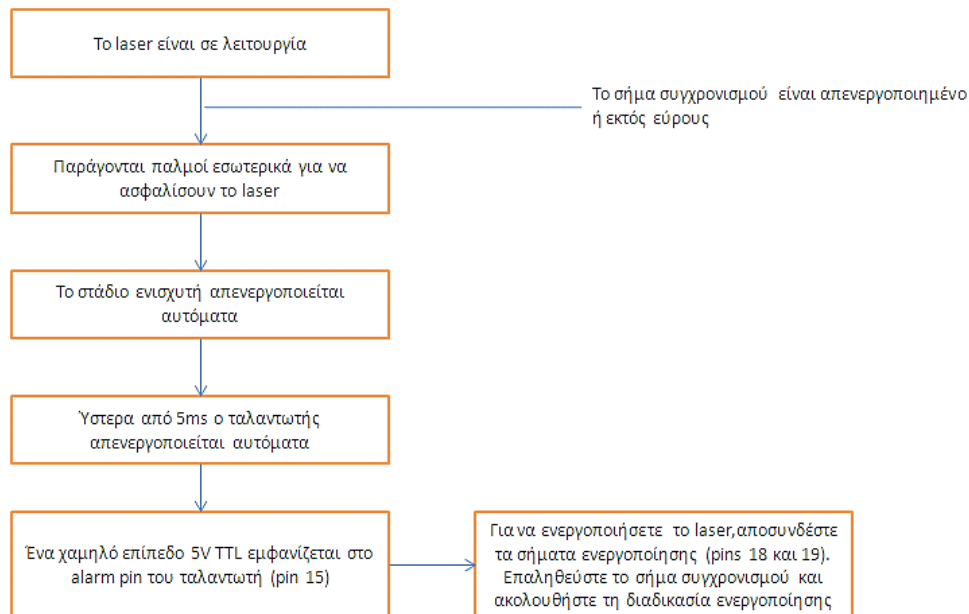 Το laser είναι σε λειτουργία
Το σήμα συγχρονισμού είναι απενεργοποιημένο
ή εκτός εύρους
Παράγονται παλμοί εσωτερικά για να
ασφαλίσουν το laser
Το στάδιο ενισχυτή απενεργοποιείται
αυτόματα
Ύστερα από 5ms ο ταλαντωτής
απενεργοποιείται αυτόματα
Ένα χαμηλό επίπεδο 5V TTL εμφανίζεται στο
alarm pin του ταλαντωτή (pin 15)
Για να ενεργοποιήσετε το laser,αποσυνδέστε
τα σήματα ενεργοποίησης (pins 18 και 19).
Επαληθεύστε το σήμα συγχρονισμού και
ακολουθήστε τη διαδικασία ενεργοποίησης